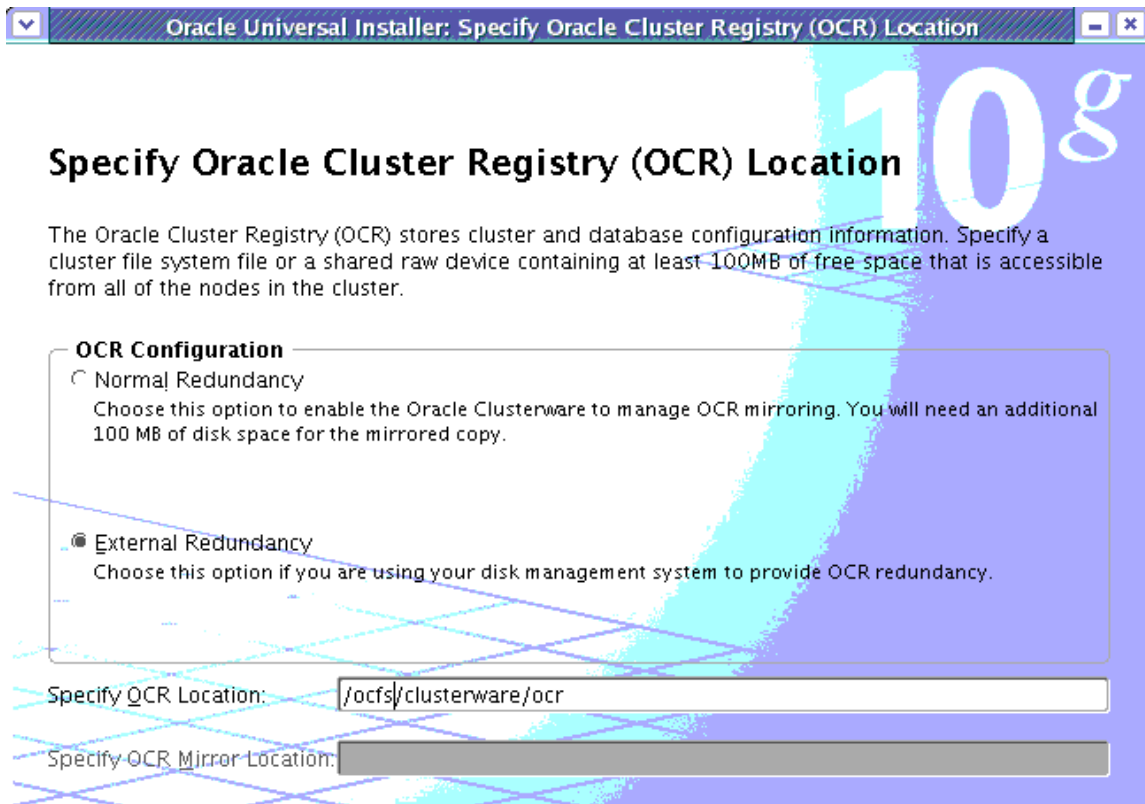 Oracle Universal Installer: Specify Oracle Cluster Registry (OCR) Location
10g
Specify Oracle Cluster Registry (OCR) Location
The Oracle Cluster Registry (OCR) stores cluster and database configuration information. Specify a
cluster file system file or a shared raw device containing at least 100MB of free space that is accessible
from all of the nodes in the cluster.
OCR Configuration
Normal Redundancy
Choose this option to enable the Oracle Clusterware to manage OCR mirroring. You will need an additional
100 MB of disk space for the mirrored copy.
External Redundancy
Choose this option if you are using your disk management system to provide OCR redundancy.
Specify OCR Location: /ocfs/clusterware/ocr
Specify OCR Mirror Location: